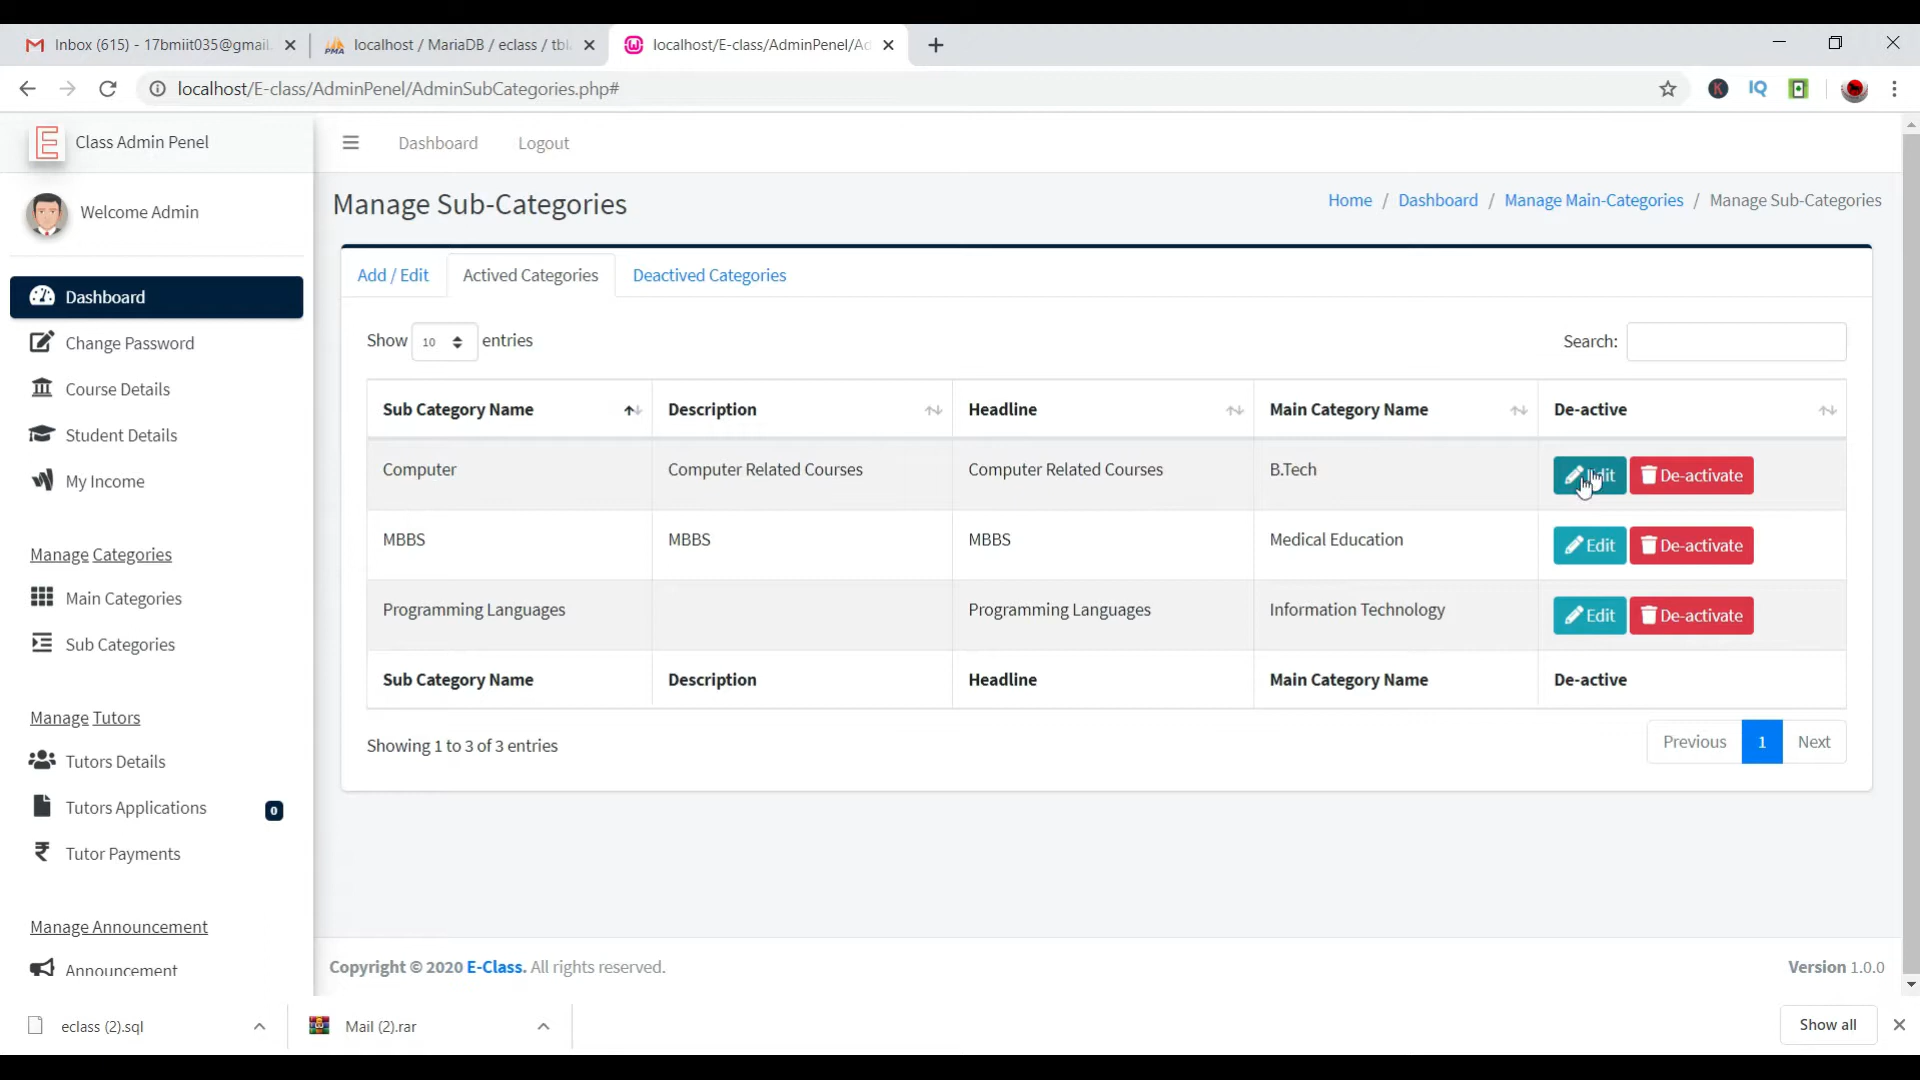 Inbox (615) - 17bmiit035@gmail.
localhost / MariaDB / eclass / tbl
localhost/E-class/AdminPenel/Ad
localhost/E-class/AdminPenel/AdminSubCategories.php#
K
IQ
E Class Admin Penel
Dashboard
Logout
Welcome Admin
Manage Sub-Categories
Home / Dashboard / Manage Main-Categories / Manage Sub-Categories
Add / Edit
Actived Categories
Deactived Categories
Dashboard
Change Password
Course Details
Student Details
My Income
Manage Categories
Main Categories
Sub Categories
Manage Tutors
Tutors Details
Tutors Applications 0
Tutor Payments
Manage Announcement
Announcement
Show 10 entries
Search:
Sub Category Name Description Headline Main Category Name De-active
Computer Computer Related Courses Computer Related Courses B.Tech Edit De-activate
MBBS MBBS MBBS Medical Education Edit De-activate
Programming Languages Programming Languages Information Technology Edit De-activate
Sub Category Name Description Headline Main Category Name De-active
Showing 1 to 3 of 3 entries
Previous 1 Next
Copyright © 2020 E-Class. All rights reserved.
Version 1.0.0
eclass (2).sql
Mail (2).rar
Show all